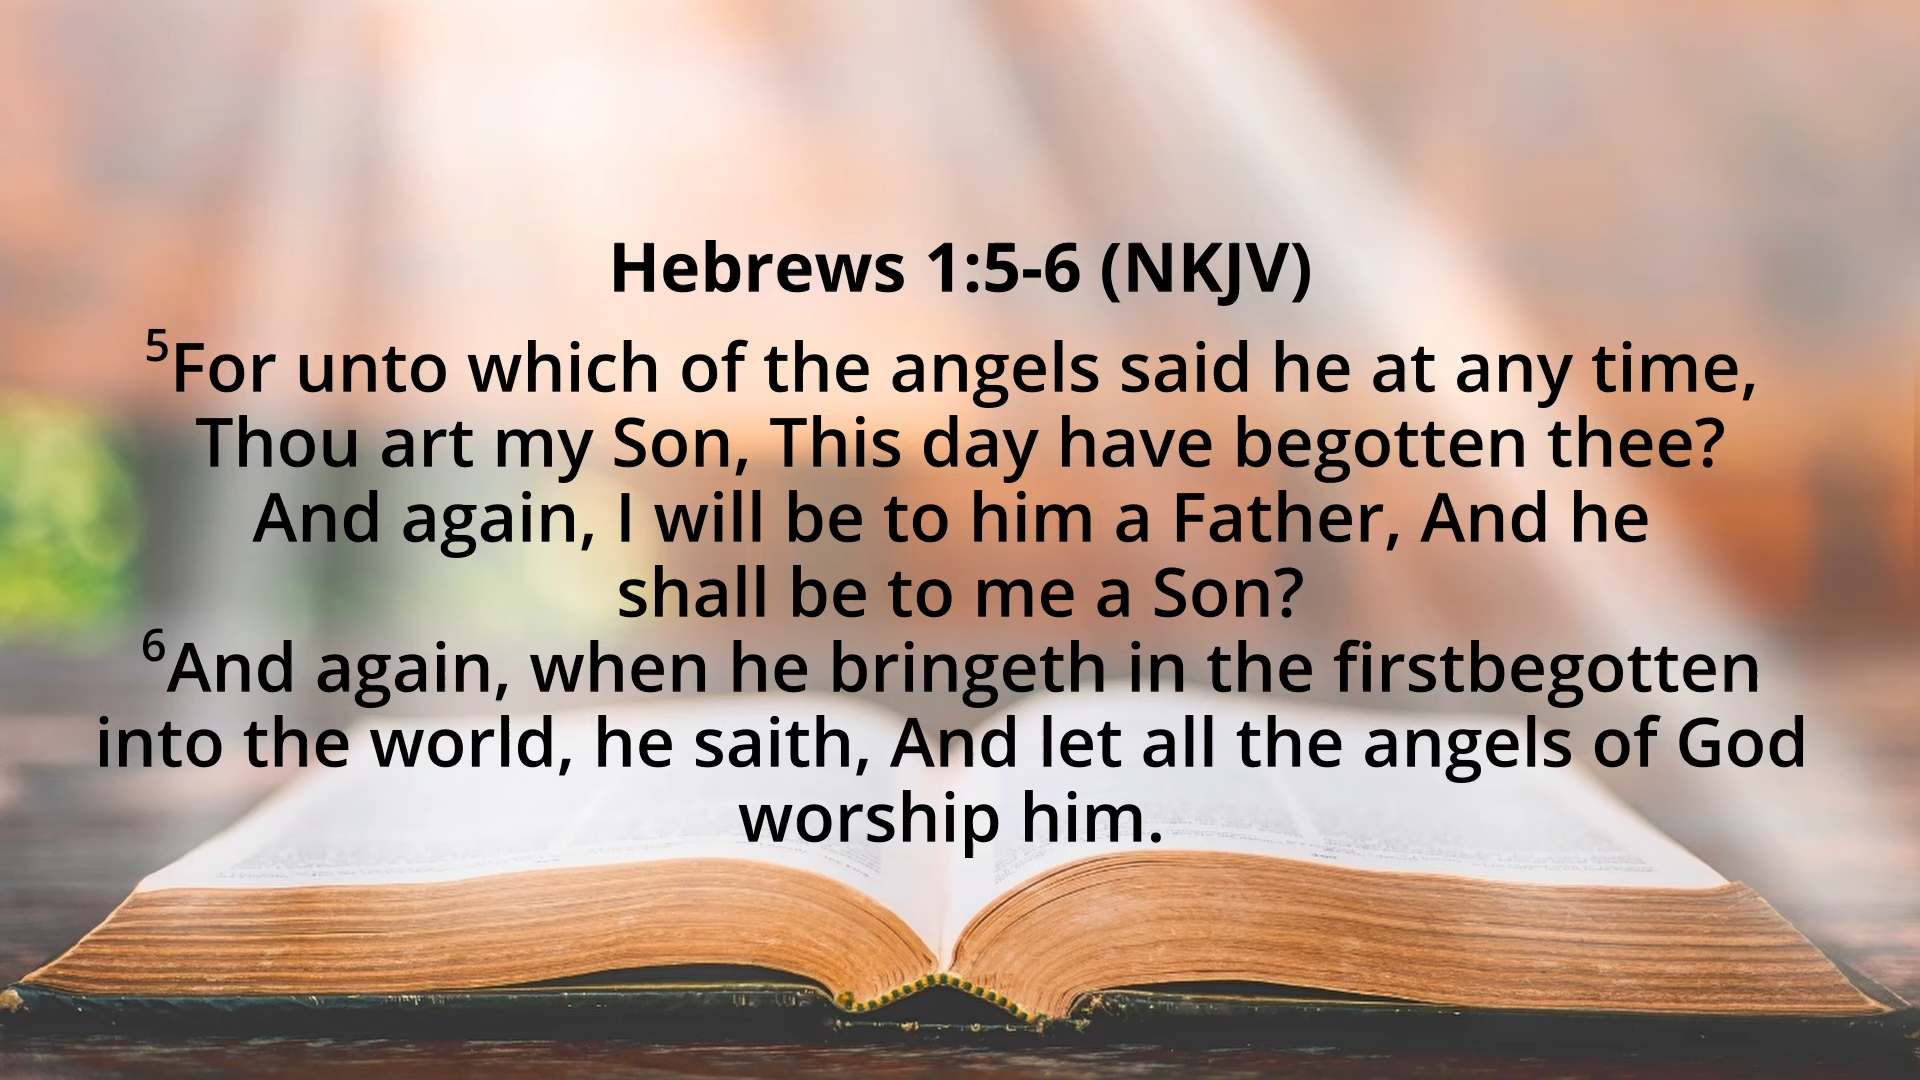 Hebrews 1:5-6 (NKJV)
5For unto which of the angels said he at any time,
Thou art my Son, This day have begotten thee?
And again, I will be to him a Father, And he
shall be to me a Son?
6And again, when he bringeth in the firstbegotten
into the world, he saith, And let all the angels of God
worship him.